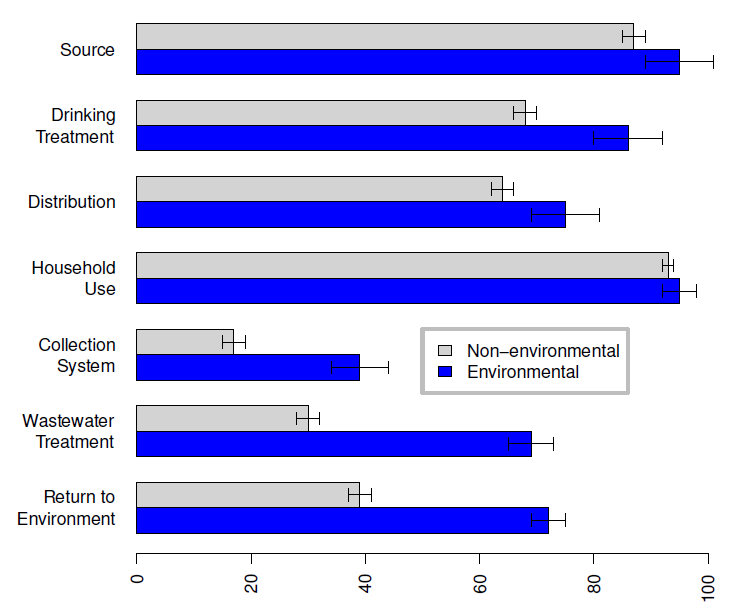 Source
Drinking
Treatment
Distribution
Household
Use
Collection
System
Non−environmental
Environmental
Wastewater
Treatment
Return to
Environment
0
20
40
60
80
100